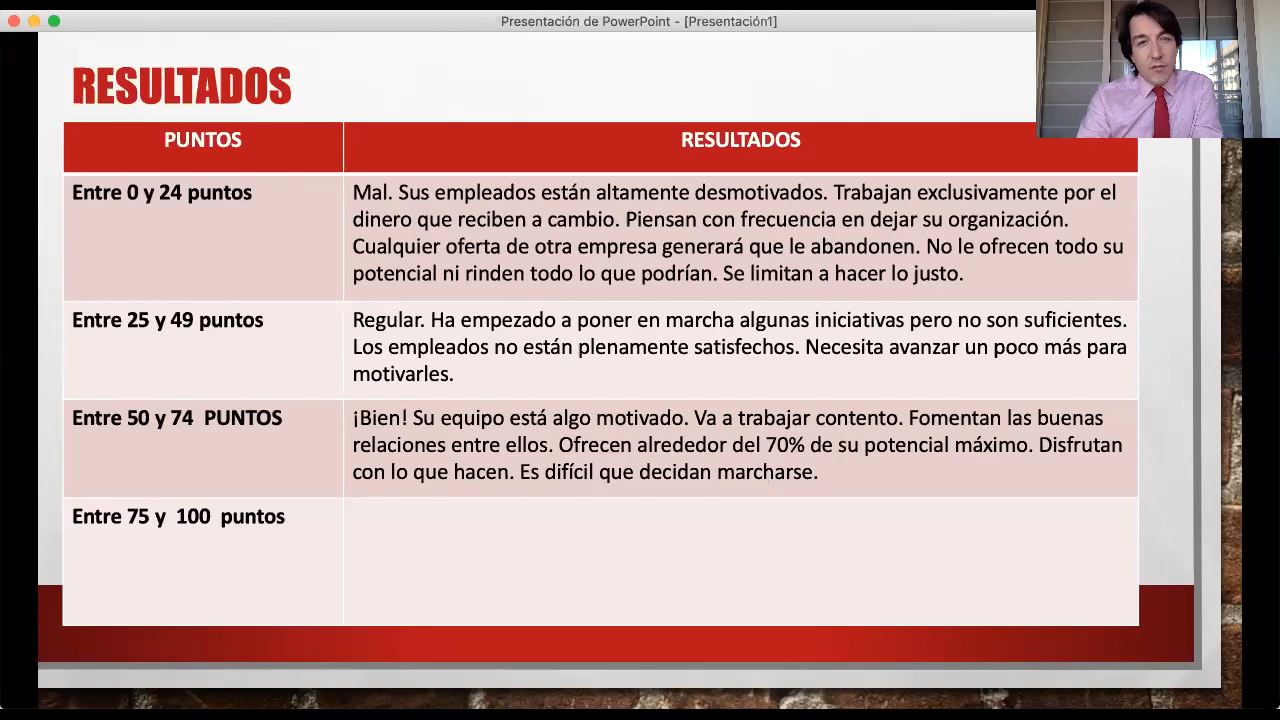 Presentación de PowerPoint - [Presentación1]
RESULTADOS
PUNTOS
RESULTADOS
Entre 0 y 24 puntos
Mal. Sus empleados están altamente desmotivados. Trabajan exclusivamente por el
dinero que reciben a cambio. Piensan con frecuencia en dejar su organización.
Cualquier oferta de otra empresa generará que le abandonen. No le ofrecen todo su
potencial ni rinden todo lo que podrían. Se limitan a hacer lo justo.
Entre 25 y 49 puntos
Regular. Ha empezado a poner en marcha algunas iniciativas pero no son suficientes.
Los empleados no están plenamente satisfechos. Necesita avanzar un poco más para
motivarles.
Entre 50 y 74 PUNTOS
¡Bien! Su equipo está algo motivado. Va a trabajar contento. Fomentan las buenas
relaciones entre ellos. Ofrecen alrededor del 70% de su potencial máximo. Disfrutan
con lo que hacen. Es difícil que decidan marcharse.
Entre 75 y 100 puntos